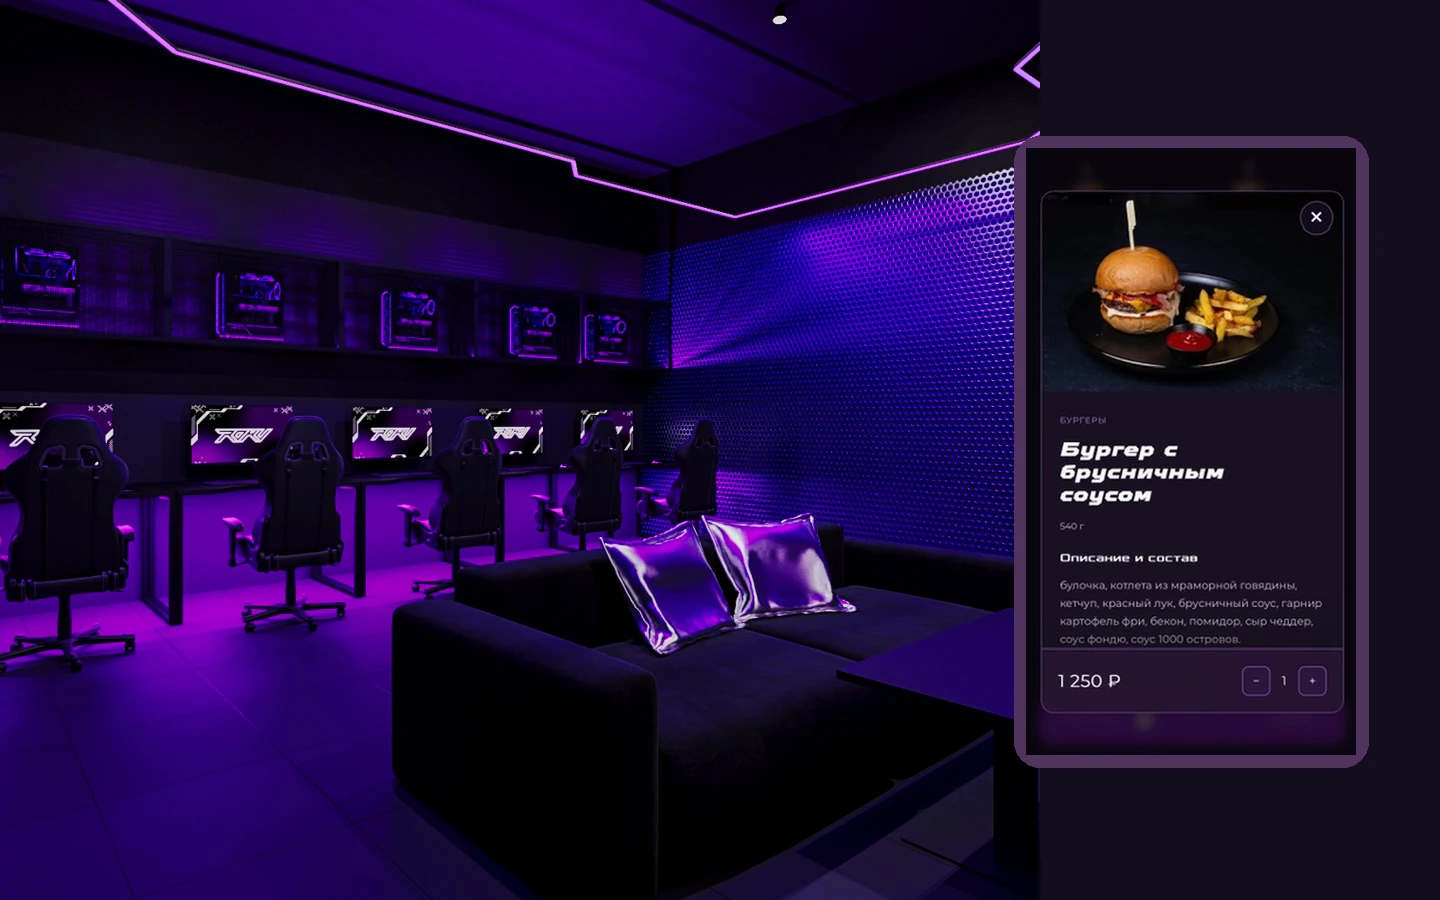 БУРГЕРЫ
Бургер с
брусничным
соусом
540 г
Описание и состав
булочка, котлета из мраморной говядины,
кетчуп, красный лук, брусничный соус, гарнир
картофель фри, бекон, помидор, сыр чеддер,
соус фондю, соус 1000 островов.
1 250 ₽
− 1 +